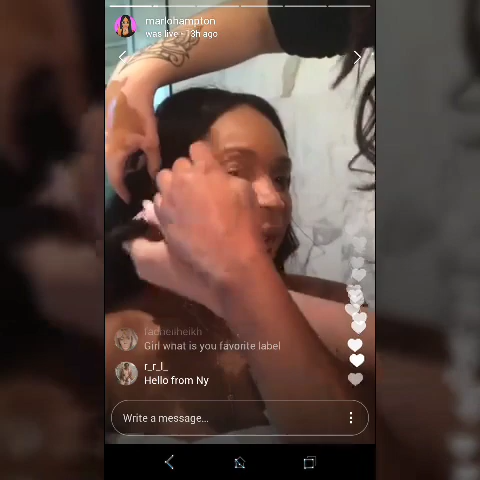 marlohampton
was live • 13h ago
Girl what is you favorite label
r_r_l_
Hello from Ny
Write a message...